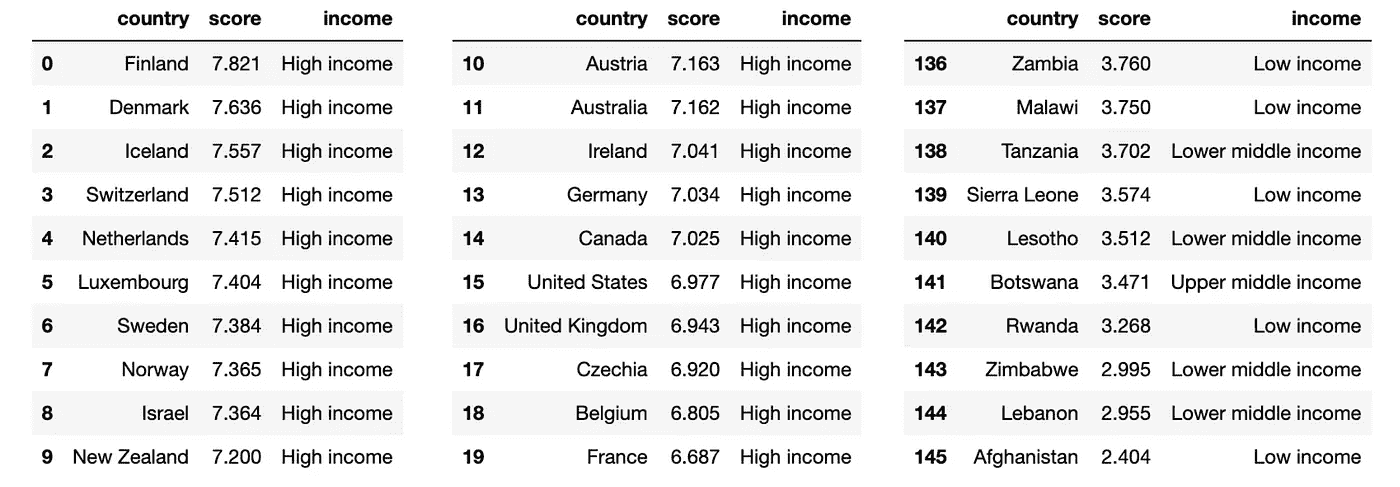 country score income
0 Finland 7.821 High income
1 Denmark 7.636 High income
2 Iceland 7.557 High income
3 Switzerland 7.512 High income
4 Netherlands 7.415 High income
5 Luxembourg 7.404 High income
6 Sweden 7.384 High income
7 Norway 7.365 High income
8 Israel 7.364 High income
9 New Zealand 7.200 High income
country score income
10 Austria 7.163 High income
11 Australia 7.162 High income
12 Ireland 7.041 High income
13 Germany 7.034 High income
14 Canada 7.025 High income
15 United States 6.977 High income
16 United Kingdom 6.943 High income
17 Czechia 6.920 High income
18 Belgium 6.805 High income
19 France 6.687 High income
country score income
136 Zambia 3.760 Low income
137 Malawi 3.750 Low income
138 Tanzania 3.702 Lower middle income
139 Sierra Leone 3.574 Low income
140 Lesotho 3.512 Lower middle income
141 Botswana 3.471 Upper middle income
142 Rwanda 3.268 Low income
143 Zimbabwe 2.995 Lower middle income
144 Lebanon 2.955 Lower middle income
145 Afghanistan 2.404 Low income